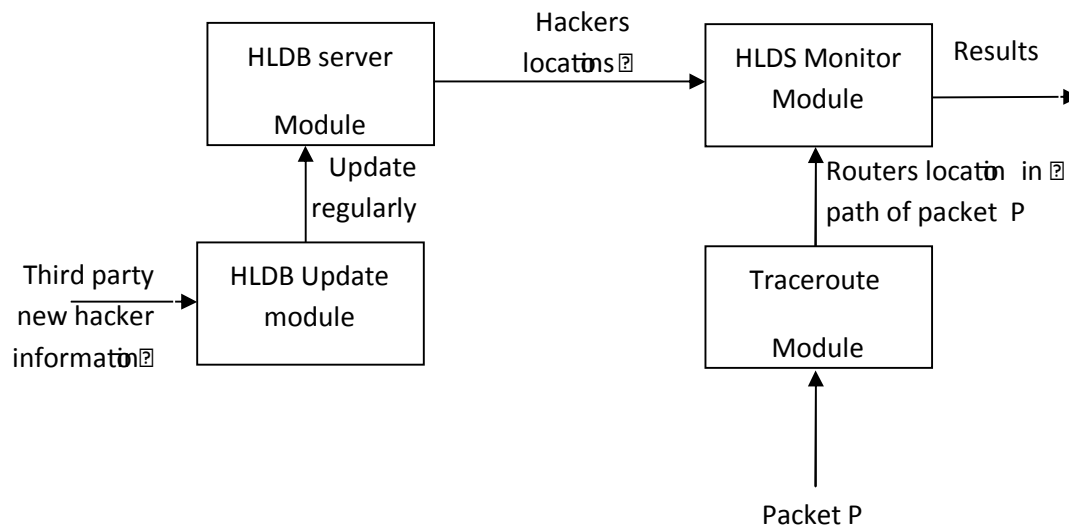 HLDB server
Module
Hackers
locations ⍰
HLDS Monitor
Module
Results
Update
regularly
Routers location in ⍰
path of packet P
Third party
new hacker
information⍰
HLDB Update
module
Traceroute
Module
Packet P